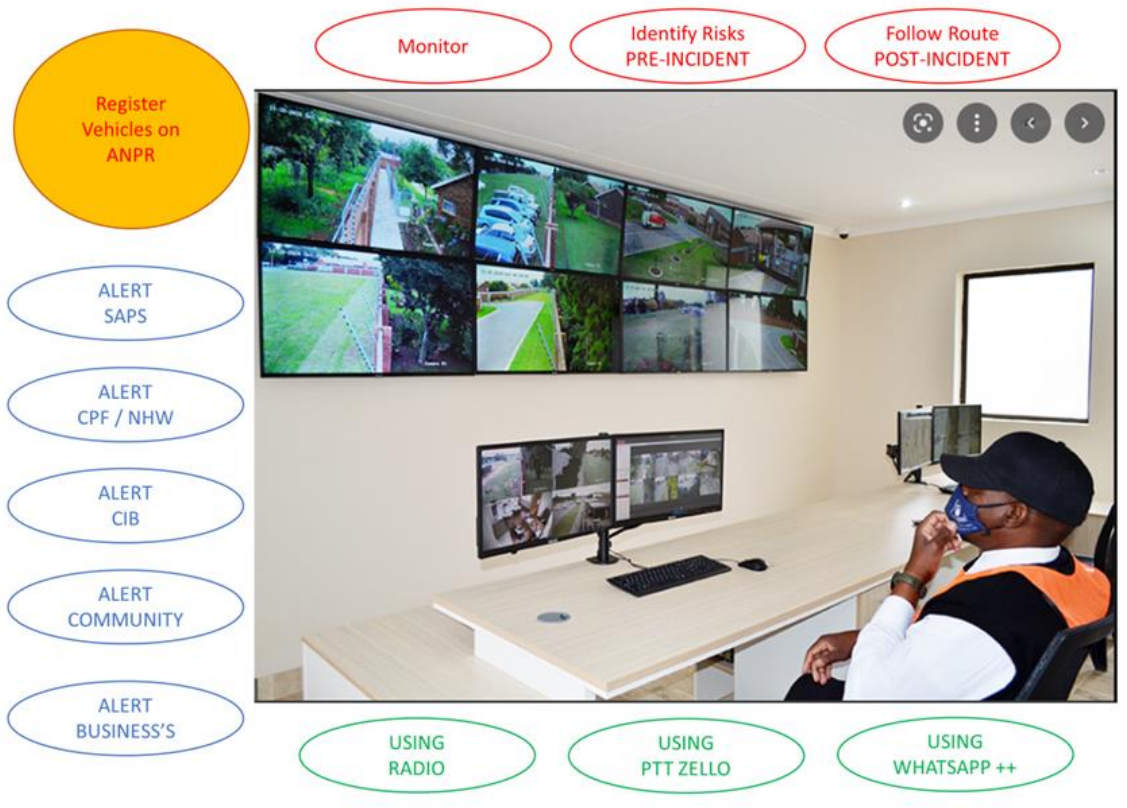 Monitor
Identify Risks
PRE-INCIDENT
Follow Route
POST-INCIDENT
Register
Vehicles on
ANPR
ALERT
SAPS
ALERT
CPF / NHW
ALERT
CIB
ALERT
COMMUNITY
ALERT
BUSINESS'S
USING
RADIO
USING
PTT ZELLO
USING
WHATSAPP ++